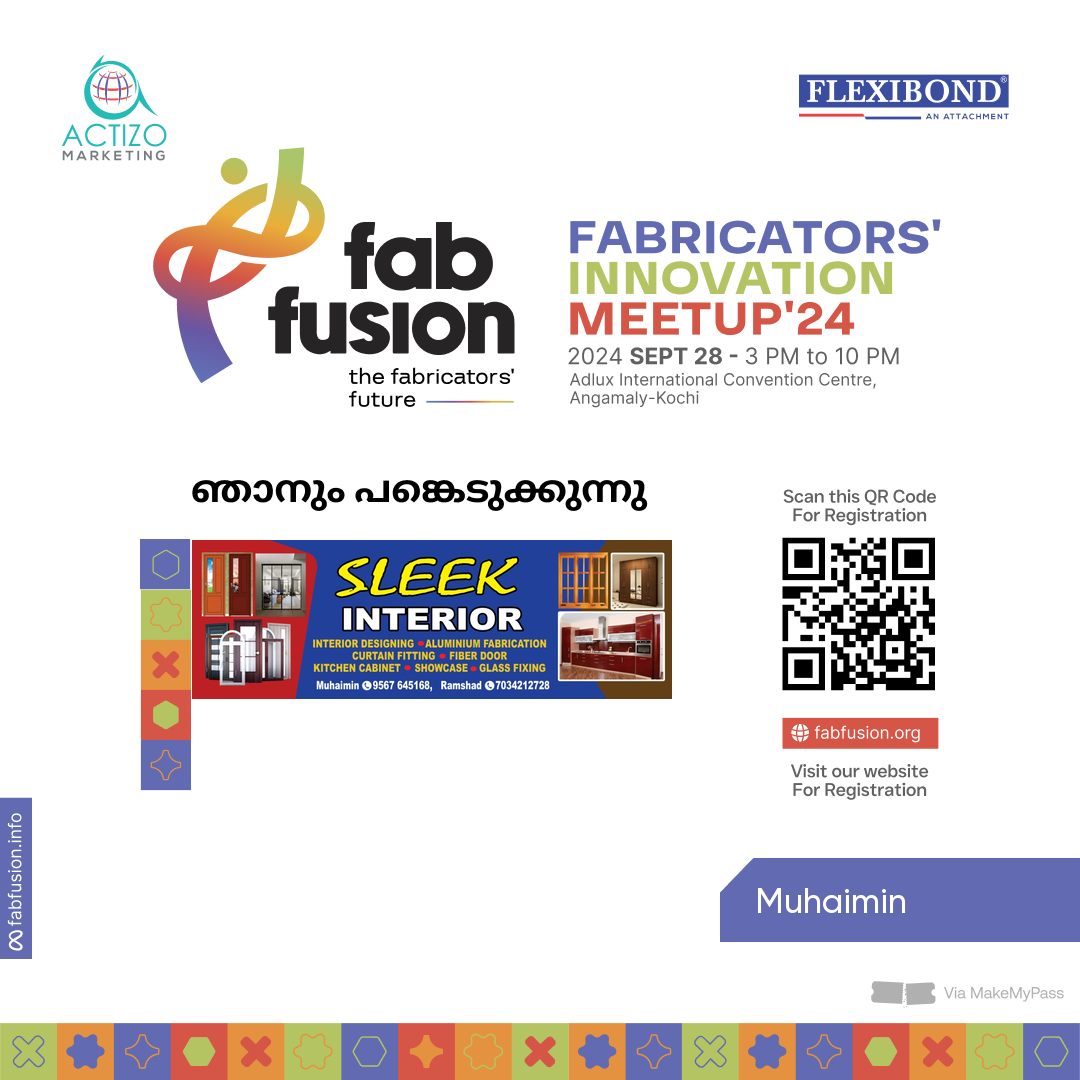 ACTIZO
MARKETING
FLEXIBOND®
AN ATTACHMENT
fab
fusion
the fabricators'
future
FABRICATORS'
INNOVATION
MEETUP'24
2024 SEPT 28 - 3 PM to 10 PM
Adlux International Convention Centre,
Angamaly-Kochi
ഞാനും പങ്കെടുക്കുന്നു
SLEEK
INTERIOR
INTERIOR DESIGNING • ALUMINIUM FABRICATION
CURTAIN FITTING • FIBER DOOR
KITCHEN CABINET • SHOWCASE • GLASS FIXING
Muhaimin 9567 645168, Ramshad 7034212728
Scan this QR Code
For Registration
fabfusion.org
Visit our website
For Registration
fabfusion.info
Muhaimin
Via MakeMyPass